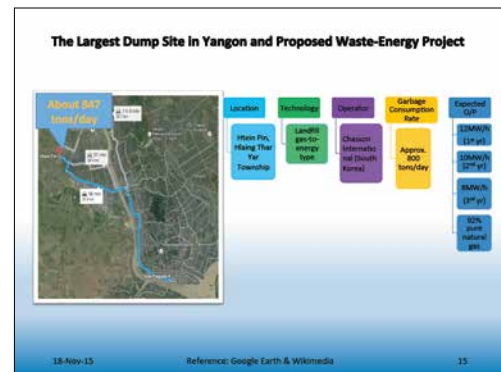 The Largest Dump Site in Yangon and Proposed Waste-Energy Project
About 847
tons/day
Location
Htein Pin,
Hlaing Thar
Yar
Township
Technology
Landfill
gas-to-
energy
type
Operator
Chasson
Internatio
nal (South
Korea)
Garbage
Consumption
Rate
Approx.
800
tons/day
Expected
O/P
12MW/h
(1st yr)
10MW/h
(2nd yr)
8MW/h
(3rd yr)
92%
pure
natural
gas
18-Nov-15
Reference: Google Earth & Wikimedia
15